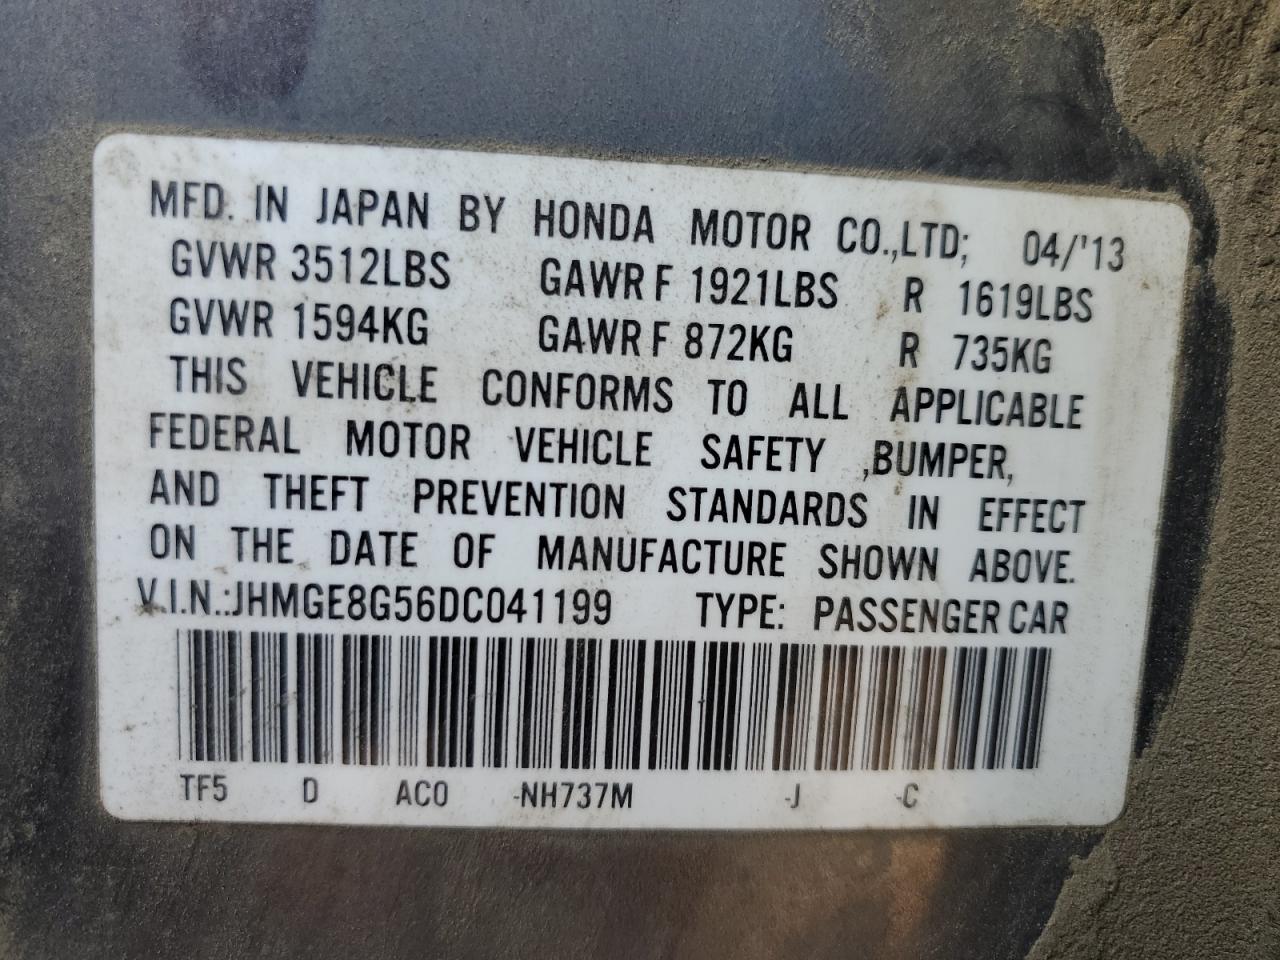 MFD. IN JAPAN BY HONDA MOTOR CO.,LTD; 04/'13
GVWR 3512LBS GAWR F 1921LBS R 1619LBS
GVWR 1594KG GAWR F 872KG R 735KG
THIS VEHICLE CONFORMS TO ALL APPLICABLE
FEDERAL MOTOR VEHICLE SAFETY ,BUMPER,
AND THEFT PREVENTION STANDARDS IN EFFECT
ON THE DATE OF MANUFACTURE SHOWN ABOVE.
V.I.N.:JHMGE8G56DC041199 TYPE: PASSENGER CAR
TF5 D AC0 -NH737M -J -C